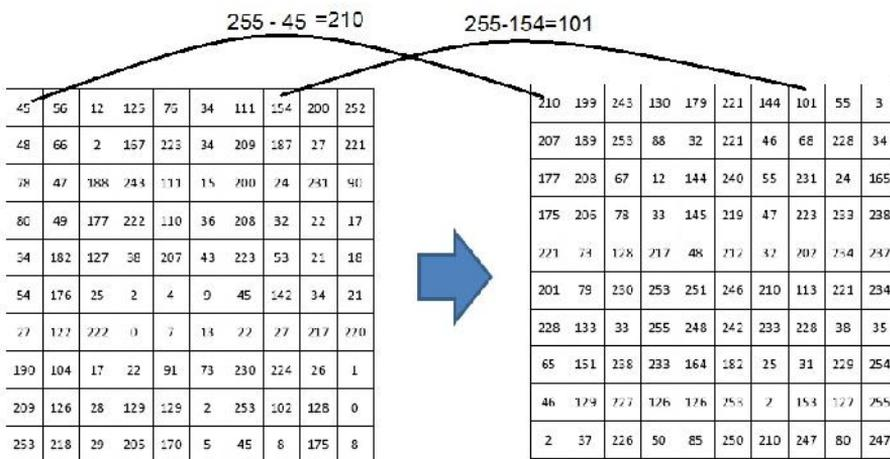 255 - 45 =210 255-154=101
45 56 12 125 76 34 111 154 200 252
48 66 2 167 223 34 209 187 27 221
78 47 188 243 111 15 200 24 231 90
80 49 177 222 110 36 208 32 22 17
34 182 127 38 207 43 223 53 21 18
54 176 25 2 4 9 45 142 34 21
27 122 222 0 7 13 22 27 217 220
190 104 17 22 91 73 230 224 26 1
209 126 28 129 129 2 253 102 128 0
253 218 29 205 170 5 45 8 175 8
210 199 243 130 179 221 144 101 55 3
207 189 253 88 32 221 46 68 228 34
177 208 67 12 144 240 55 231 24 165
175 206 78 33 145 219 47 223 233 238
221 73 128 217 48 212 32 202 234 237
201 79 230 253 251 246 210 113 221 234
228 133 33 255 248 242 233 228 38 35
65 151 238 233 164 182 25 31 229 254
46 129 227 126 126 253 2 153 127 255
2 37 226 50 85 250 210 247 80 247